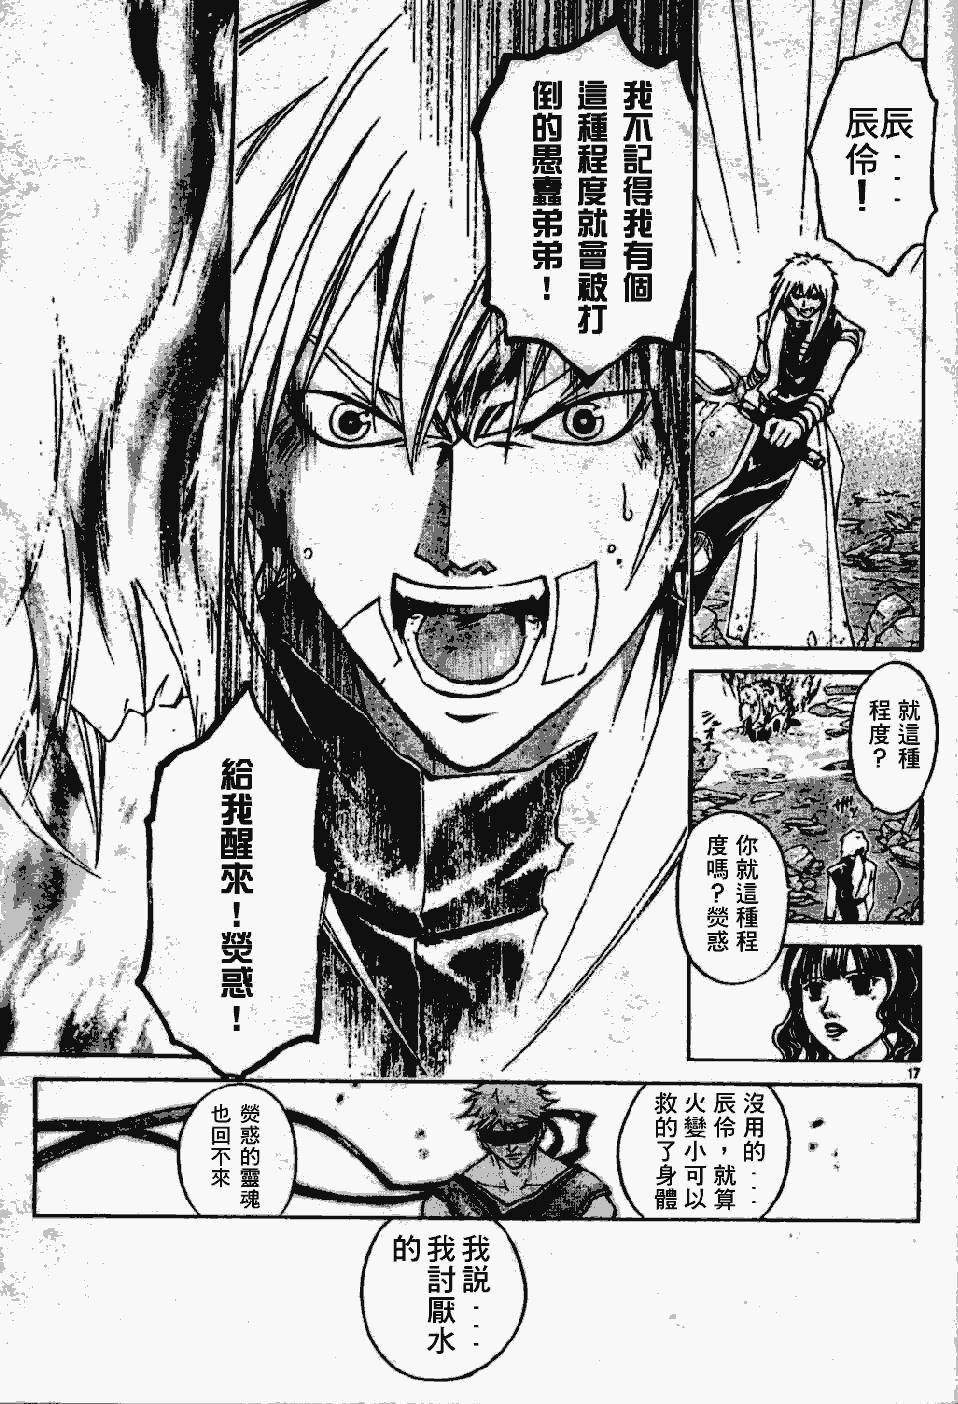 辰---
辰伶！
我不記得我有個
這種程度就會被打
倒的愚蠢弟弟！
就這種
程度？
你就這種程
度嗎？熒惑
給我醒來！熒惑！
17
沒用的---
辰伶，就算
火變小可以
救的了身體
熒惑的靈魂
也回不來
我説---
我討厭水
的